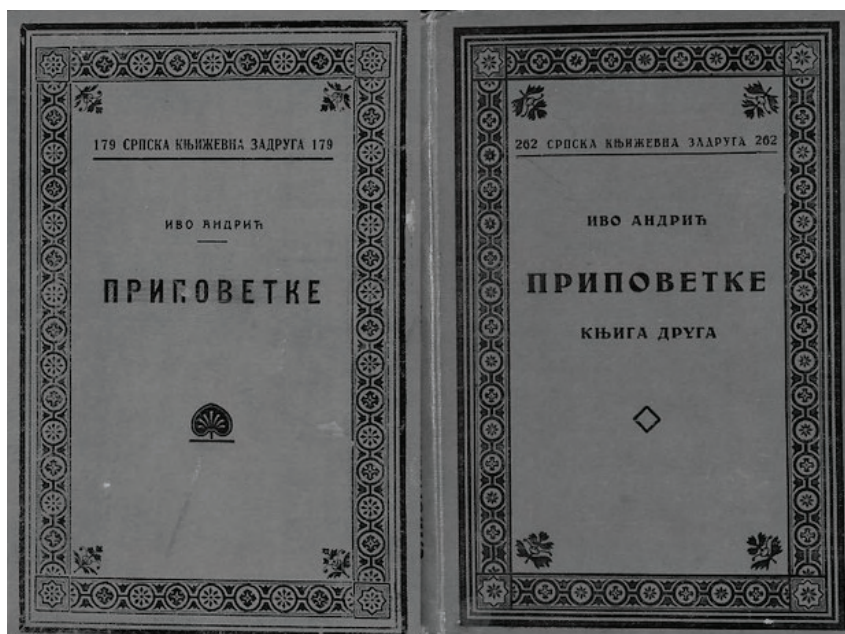 179 СРПСКА КЊИЖЕВНА ЗАДРУГА 179
ИВО АНДРИЋ
ПРИПОВЕТКЕ
262 СРПСКА КЊИЖЕВНА ЗАДРУГА 262
ИВО АНДРИЋ
ПРИПОВЕТКЕ
КЊИГА ДРУГА